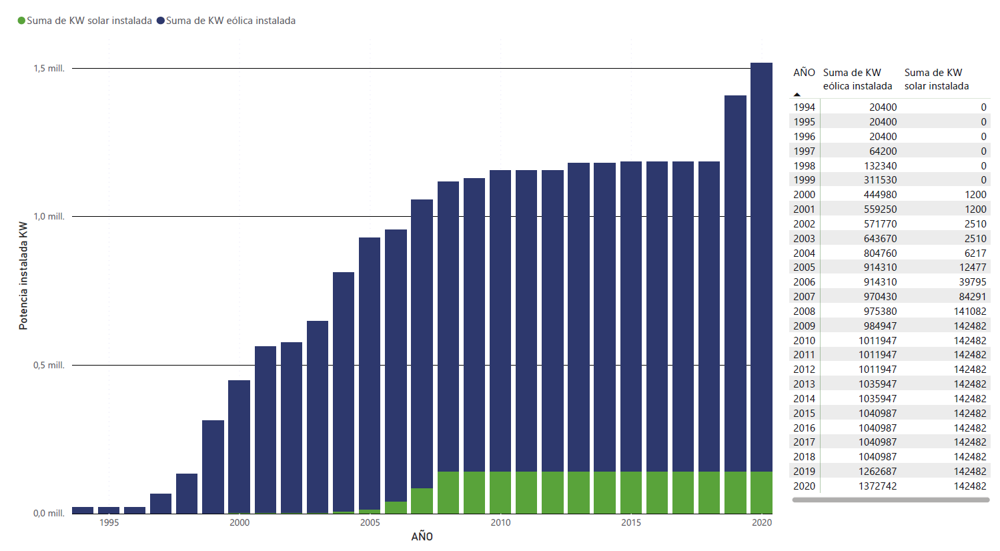 Suma de KW solar instalada Suma de KW eólica instalada
1,5 mill.
1,0 mill.
0,5 mill.
0,0 mill.
Potencia instalada KW
1995 2000 2005 2010 2015 2020
AÑO
AÑO Suma de KW eólica instalada Suma de KW solar instalada
1994 20400 0
1995 20400 0
1996 20400 0
1997 64200 0
1998 132340 0
1999 311530 0
2000 444980 1200
2001 559250 1200
2002 571770 2510
2003 643670 2510
2004 804760 6217
2005 914310 12477
2006 914310 39795
2007 970430 84291
2008 975380 141082
2009 984947 142482
2010 1011947 142482
2011 1011947 142482
2012 1011947 142482
2013 1035947 142482
2014 1035947 142482
2015 1040987 142482
2016 1040987 142482
2017 1040987 142482
2018 1040987 142482
2019 1262687 142482
2020 1372742 142482